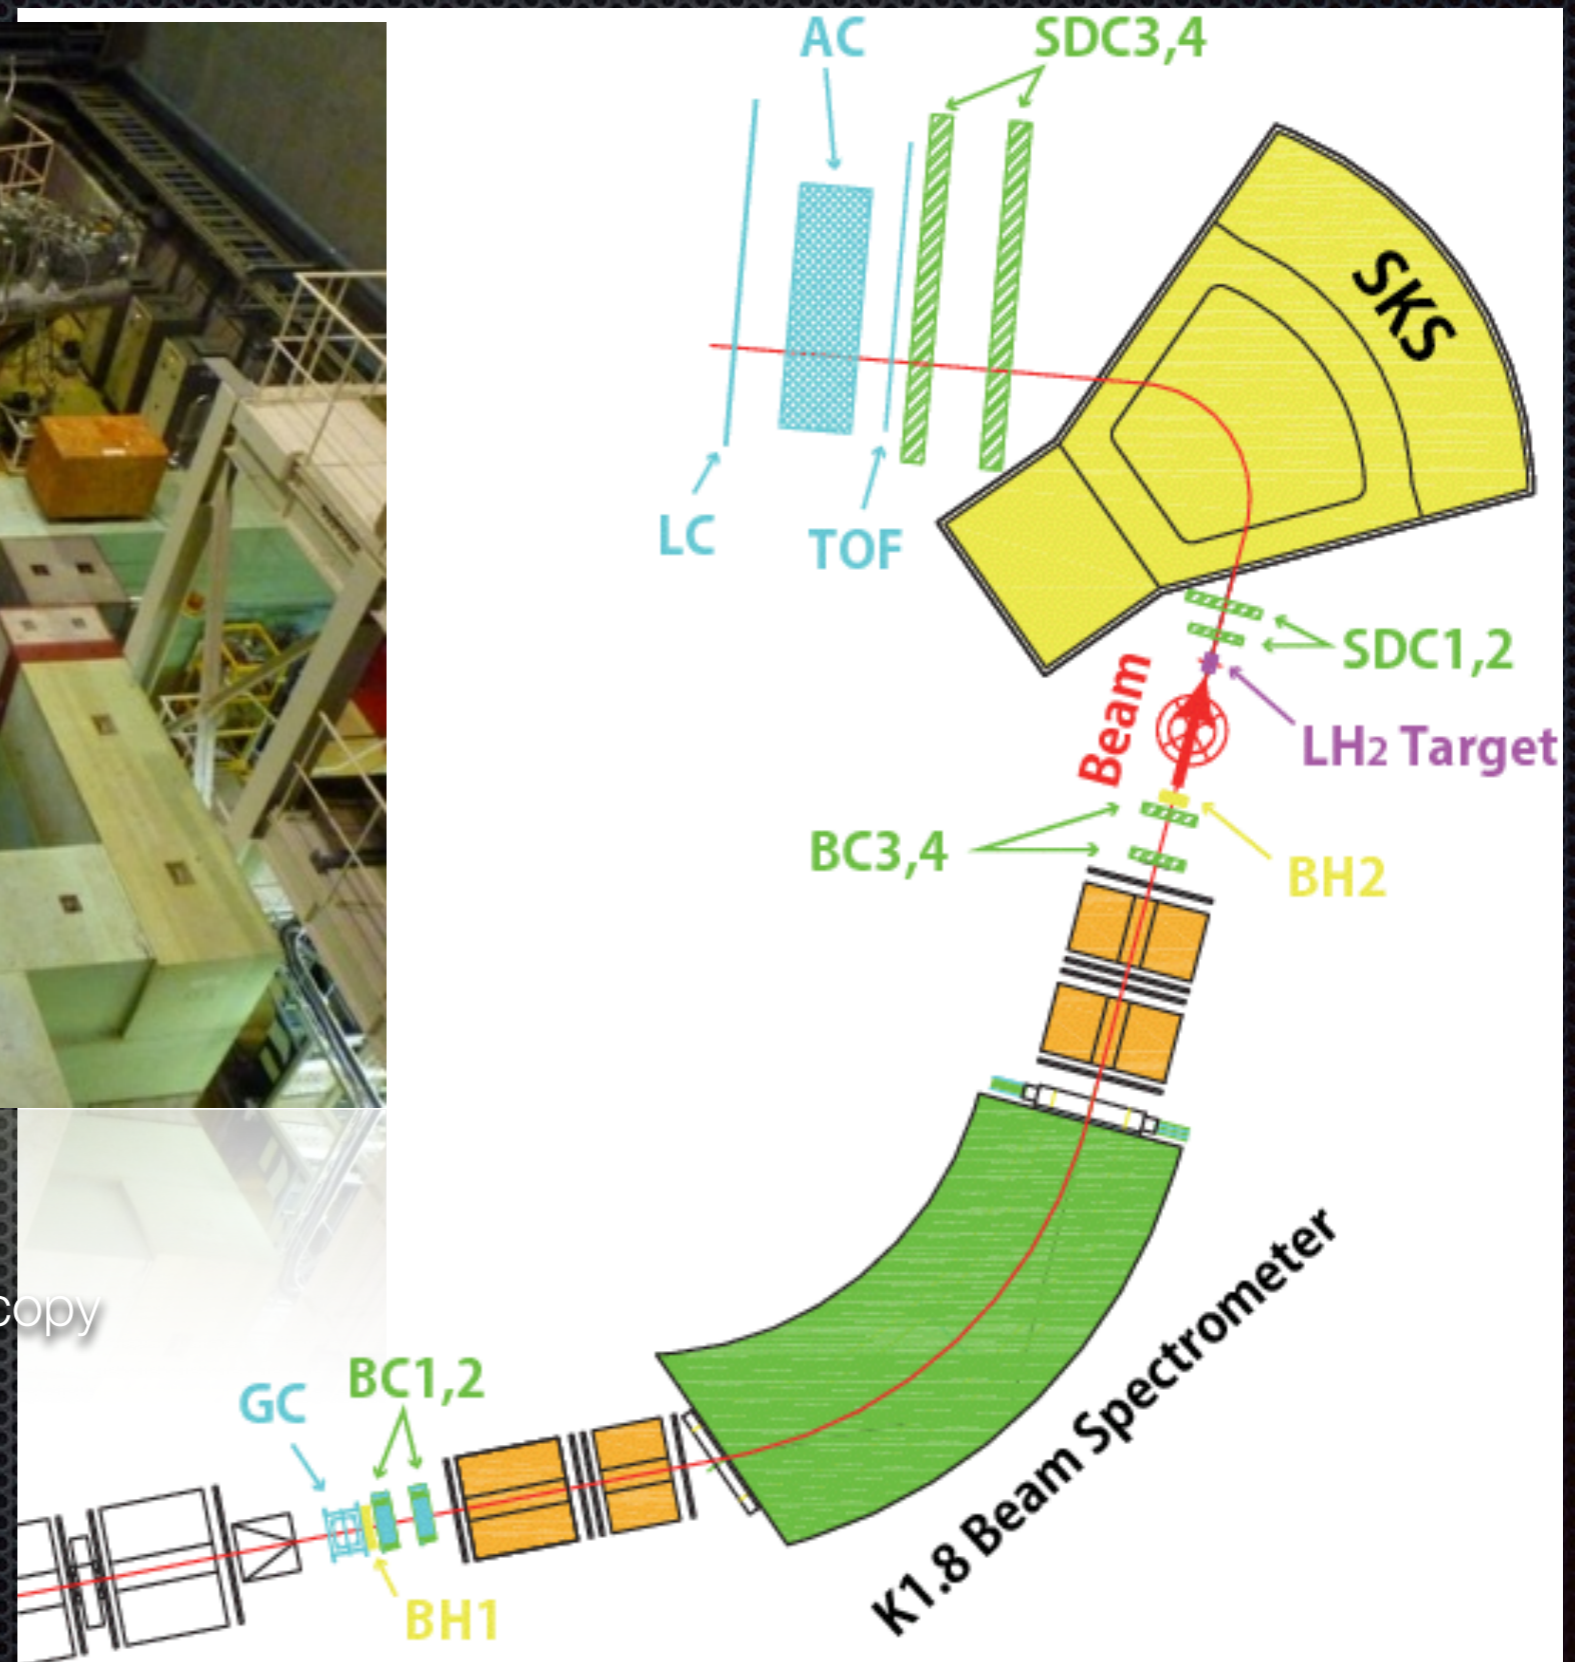 AC
SDC3,4
SKS
LC
TOF
SDC1,2
Beam
LH2 Target
BC3,4
BH2
copy
BC1,2
GC
K1.8 Beam Spectrometer
BH1